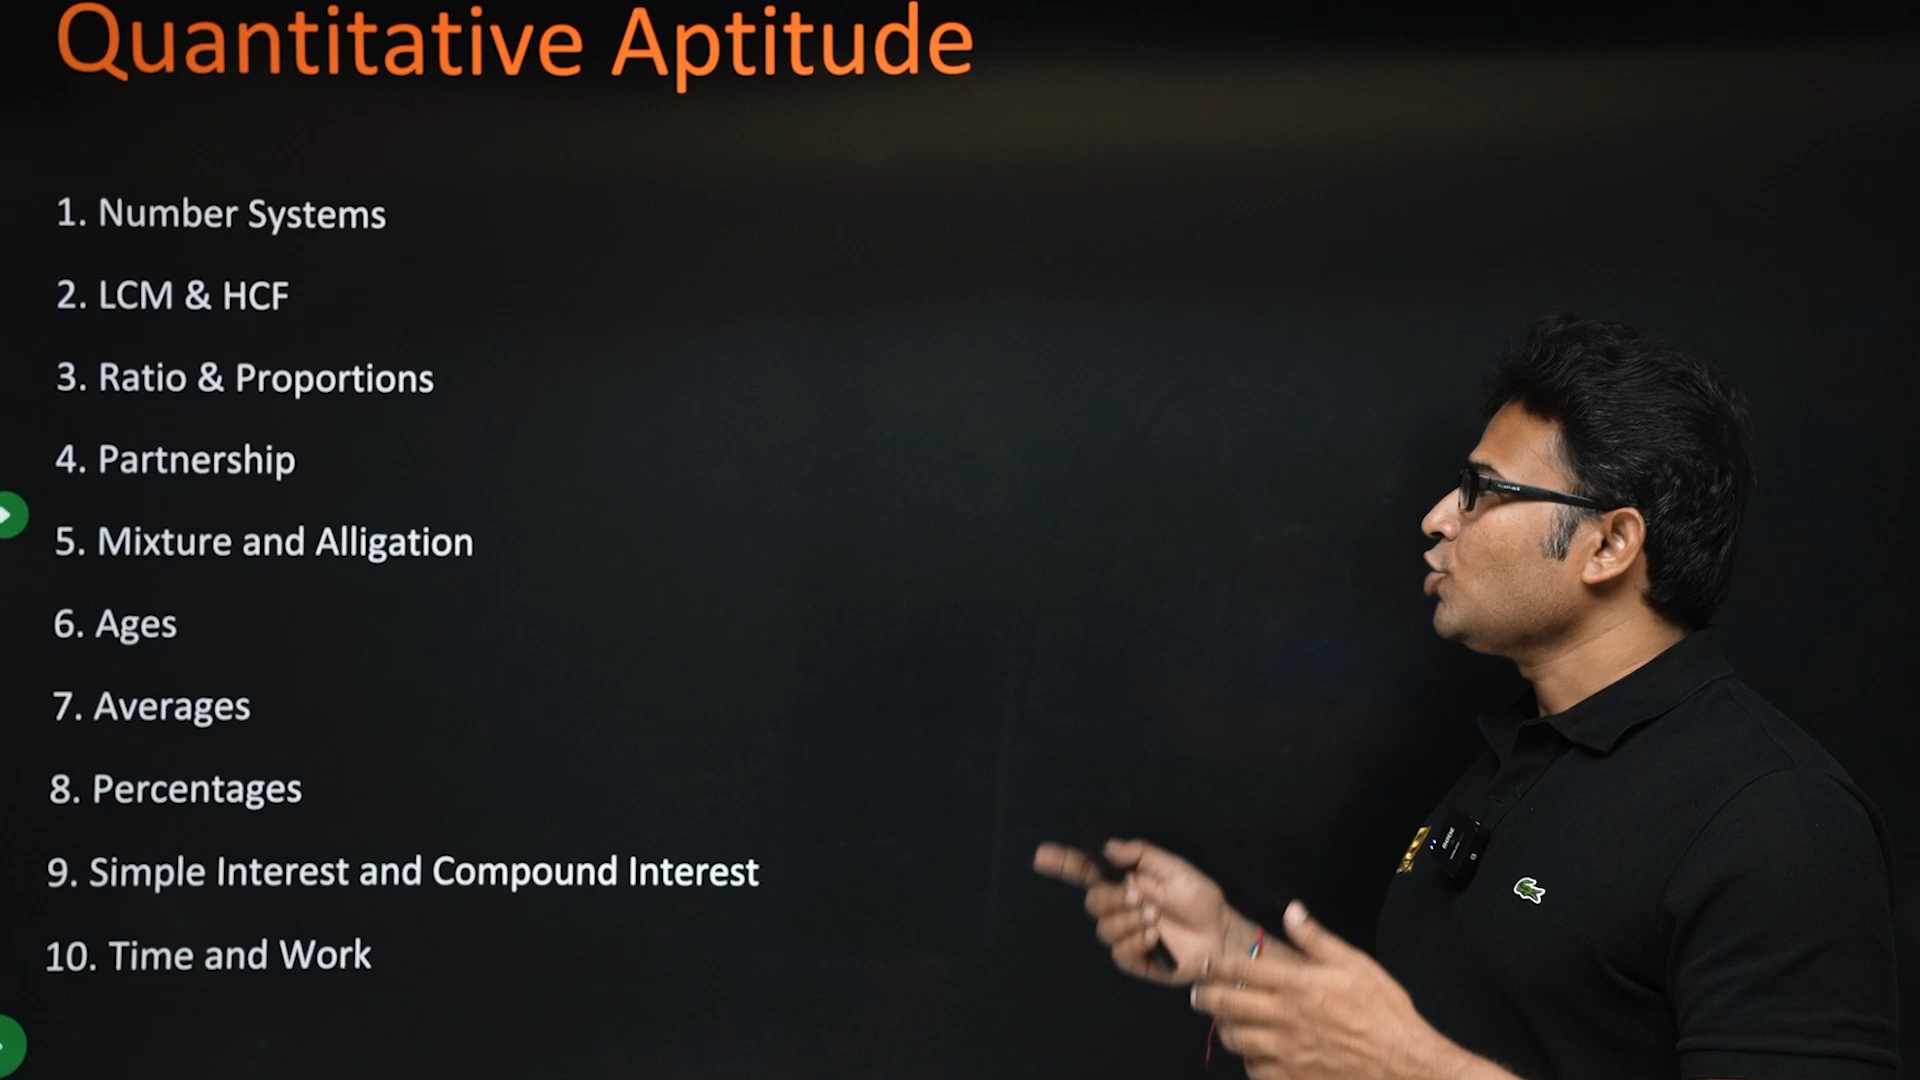 Quantitative Aptitude
1. Number Systems
2. LCM & HCF
3. Ratio & Proportions
4. Partnership
5. Mixture and Alligation
6. Ages
7. Averages
8. Percentages
9. Simple Interest and Compound Interest
10. Time and Work